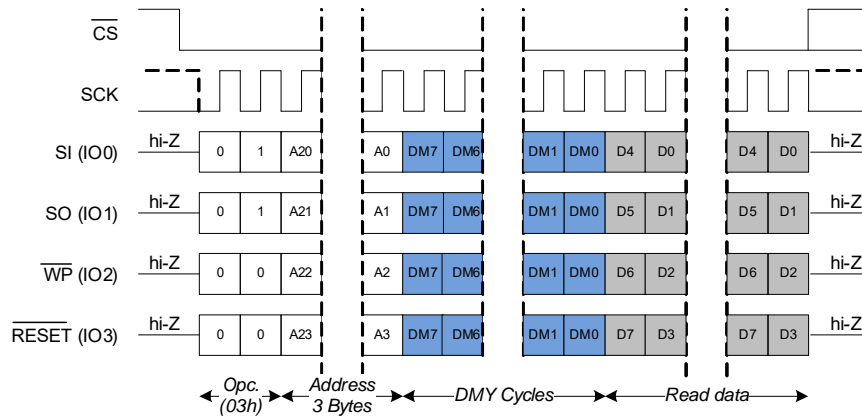 CS
SCK
SI (IO0) hi-Z 0 1 A20 A0 DM7 DM6 DM1 DM0 D4 D0 D4 D0 hi-Z
SO (IO1) hi-Z 0 1 A21 A1 DM7 DM6 DM1 DM0 D5 D1 D5 D1 hi-Z
WP (IO2) hi-Z 0 0 A22 A2 DM7 DM6 DM1 DM0 D6 D2 D6 D2 hi-Z
RESET (IO3) hi-Z 0 0 A23 A3 DM7 DM6 DM1 DM0 D7 D3 D7 D3 hi-Z
Opc. Address DMY Cycles Read data
(03h) 3 Bytes